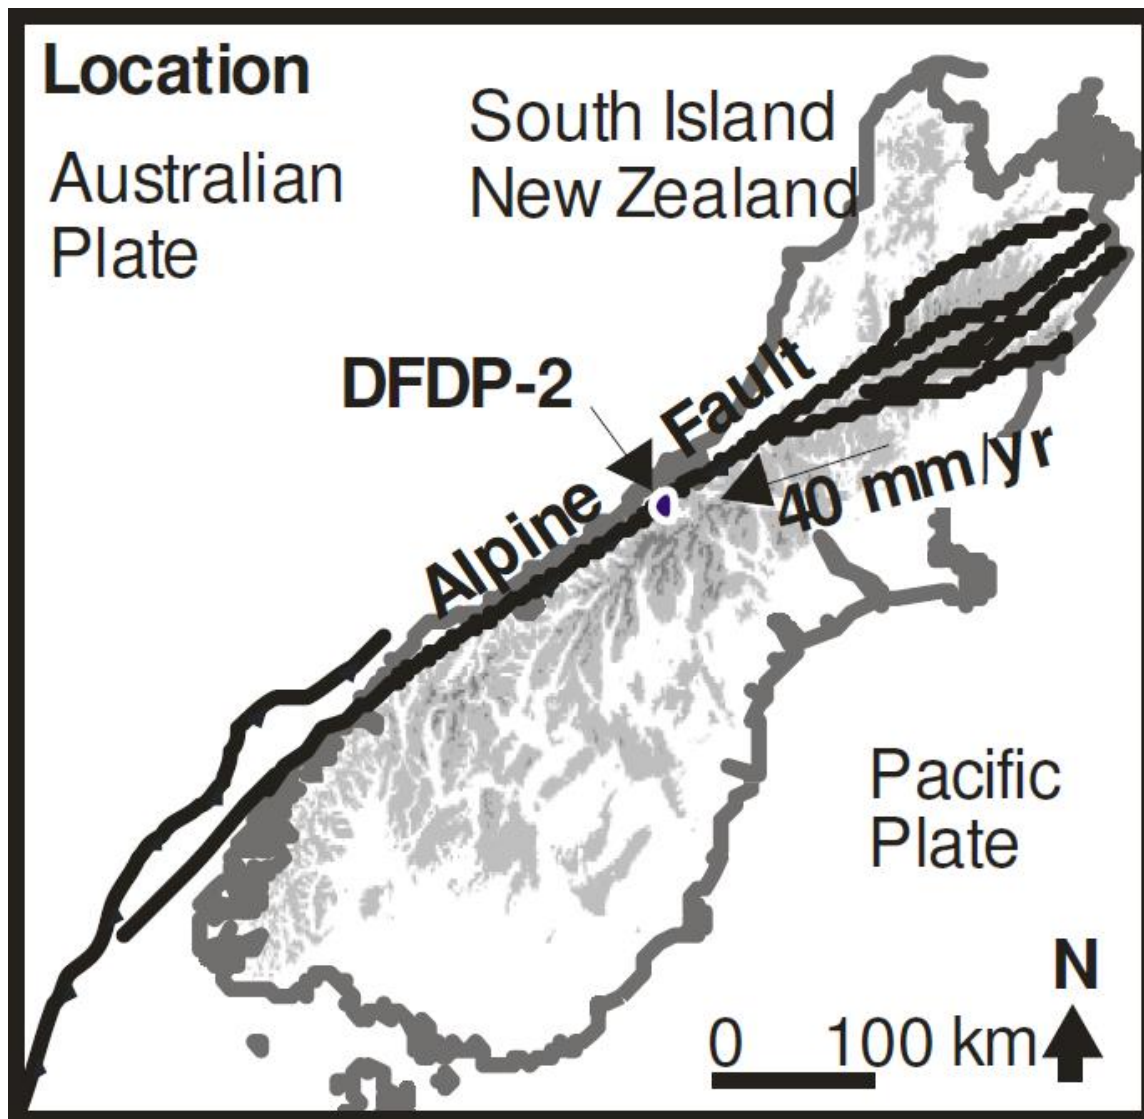 Location
Australian
Plate
South Island
New Zealand
DFDP-2
Alpine Fault
40 mm/yr
Pacific
Plate
N
0 100 km